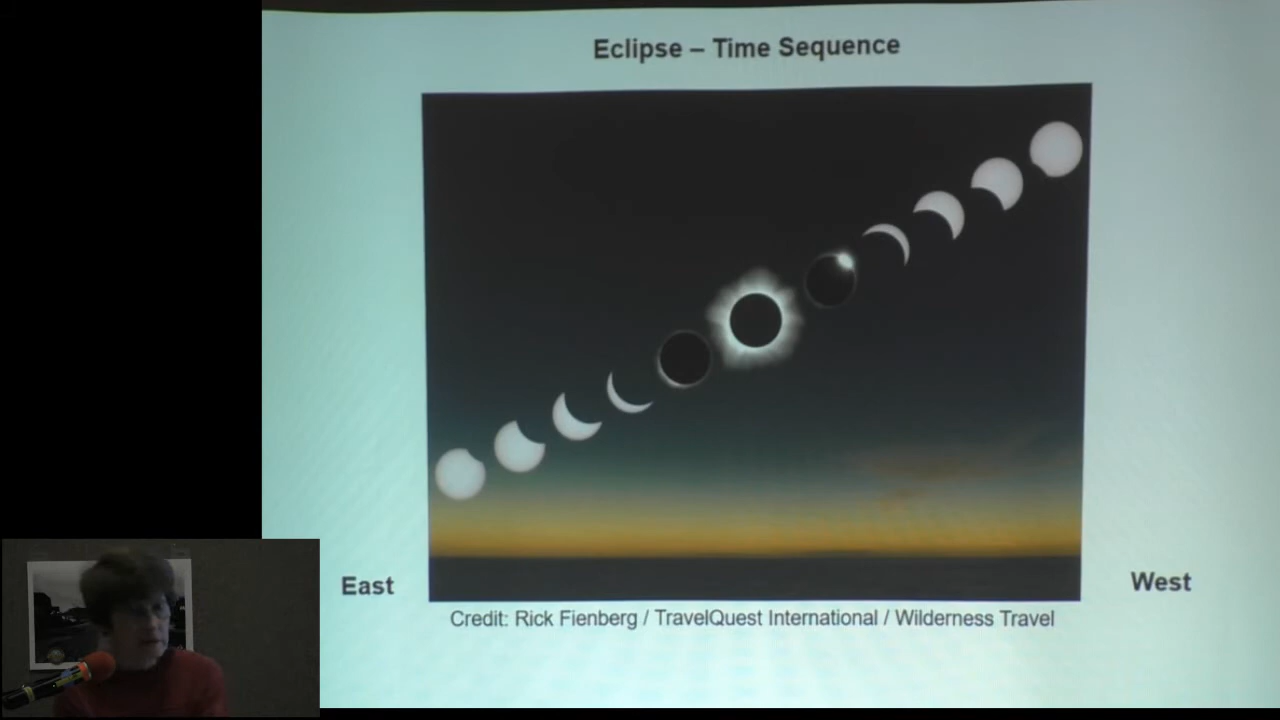 Eclipse – Time Sequence
East
West
Credit: Rick Fienberg / TravelQuest International / Wilderness Travel